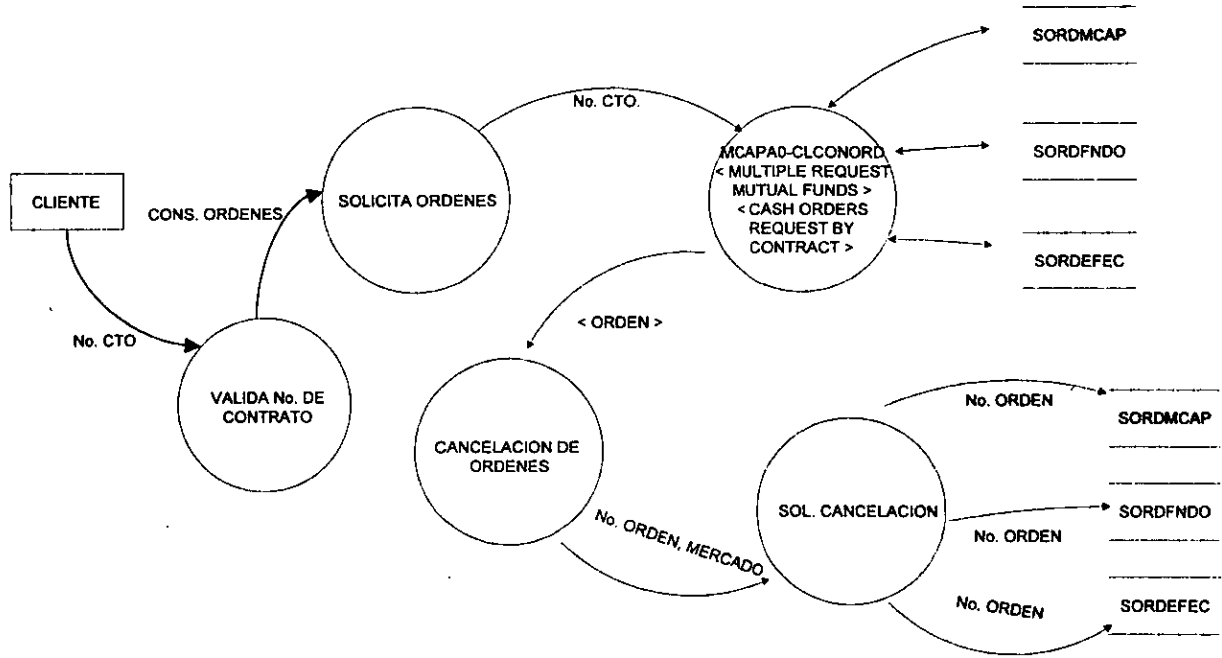 SORDMCAP
No. CTO.
MCAPA0-CLCONORD
< MULTIPLE REQUEST
MUTUAL FUNDS >
< CASH ORDERS
REQUEST BY
CONTRACT >
SORDFNDO
SORDEFEC
CLIENTE
CONS. ORDENES
SOLICITA ORDENES
No. CTO
VALIDA No. DE
CONTRATO
< ORDEN >
CANCELACION DE
ORDENES
No. ORDEN, MERCADO
SOL. CANCELACION
No. ORDEN
SORDMCAP
No. ORDEN
SORDFNDO
No. ORDEN
SORDEFEC